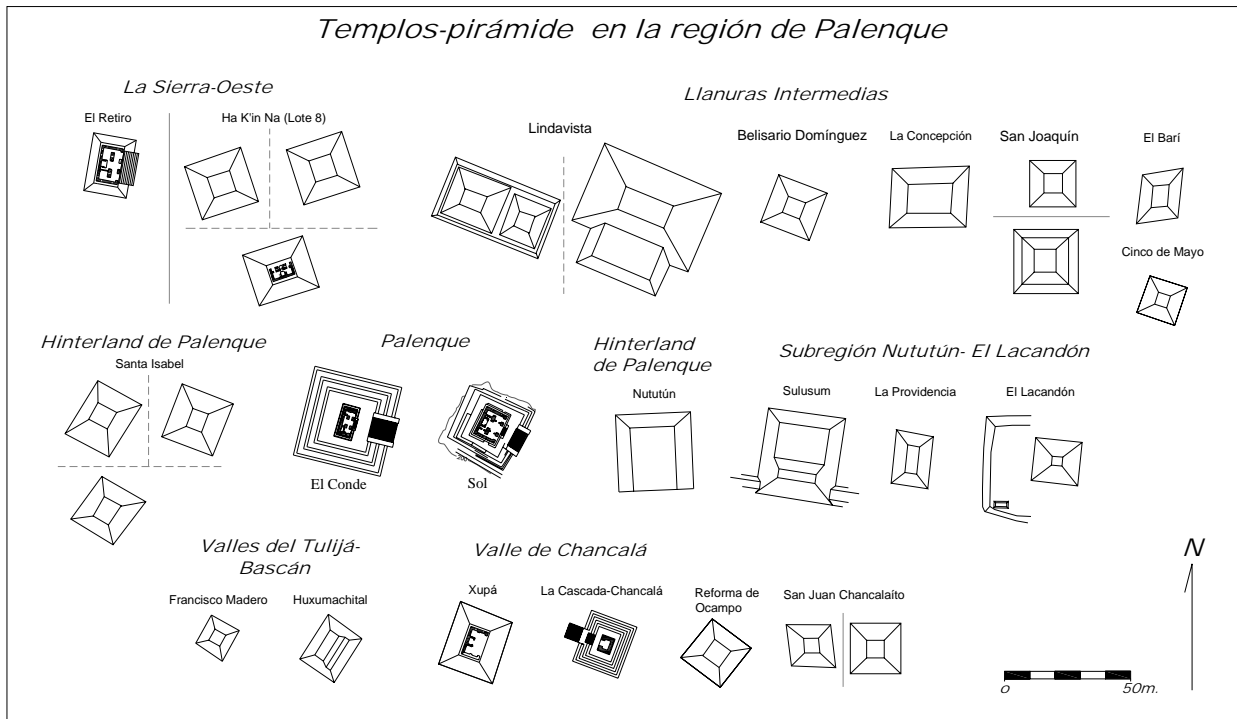 Templos-pirámide en la región de Palenque
La Sierra-Oeste
El Retiro
Ha K'in Na (Lote 8)
Llanuras Intermedias
Lindavista
Belisario Domínguez
La Concepción
San Joaquín
El Barí
Cinco de Mayo
Hinterland de Palenque
Santa Isabel
Palenque
El Conde
Sol
Hinterland
de Palenque
Nututún
Subregión Nututún- El Lacandón
Sulusum
La Providencia
El Lacandón
Valles del Tulijá-
Bascán
Francisco Madero
Huxumachital
Valle de Chancalá
Xupá
La Cascada-Chancalá
Reforma de
Ocampo
San Juan Chancalaíto
N
0 50m.